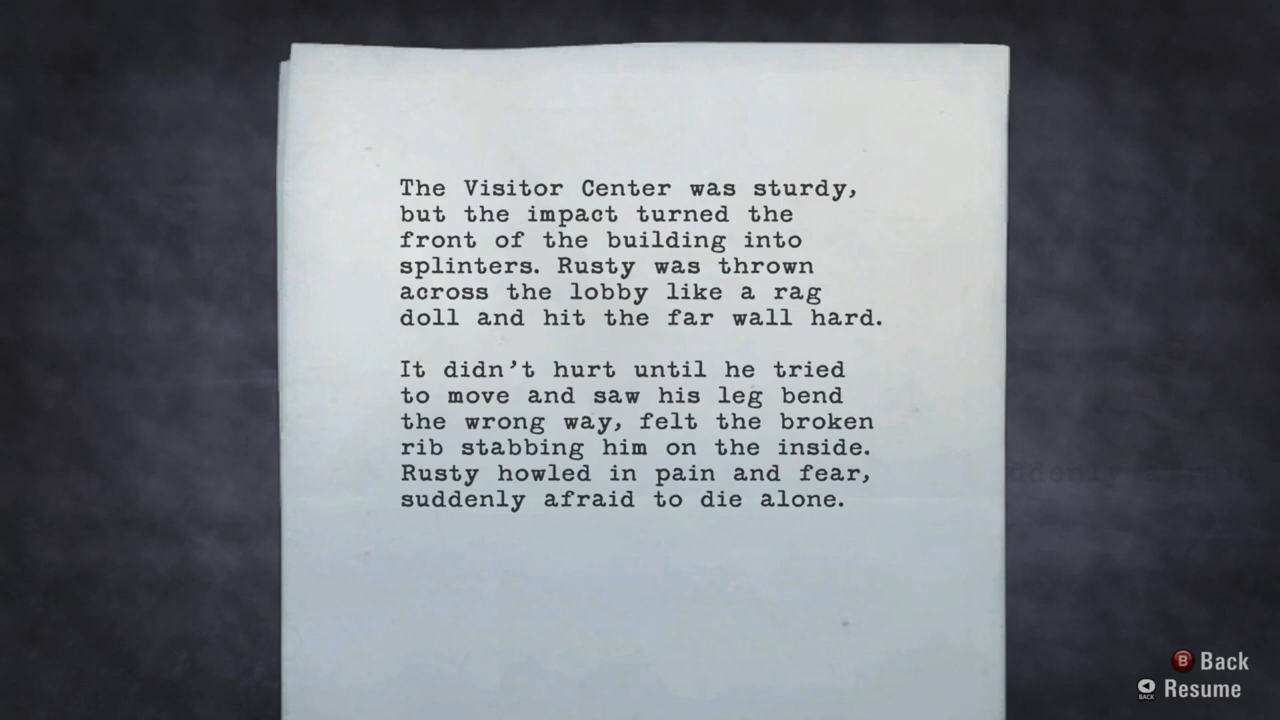 The Visitor Center was sturdy,
but the impact turned the
front of the building into
splinters. Rusty was thrown
across the lobby like a rag
doll and hit the far wall hard.
It didn't hurt until he tried
to move and saw his leg bend
the wrong way, felt the broken
rib stabbing him on the inside.
Rusty howled in pain and fear,
suddenly afraid to die alone.
B Back
BACK Resume